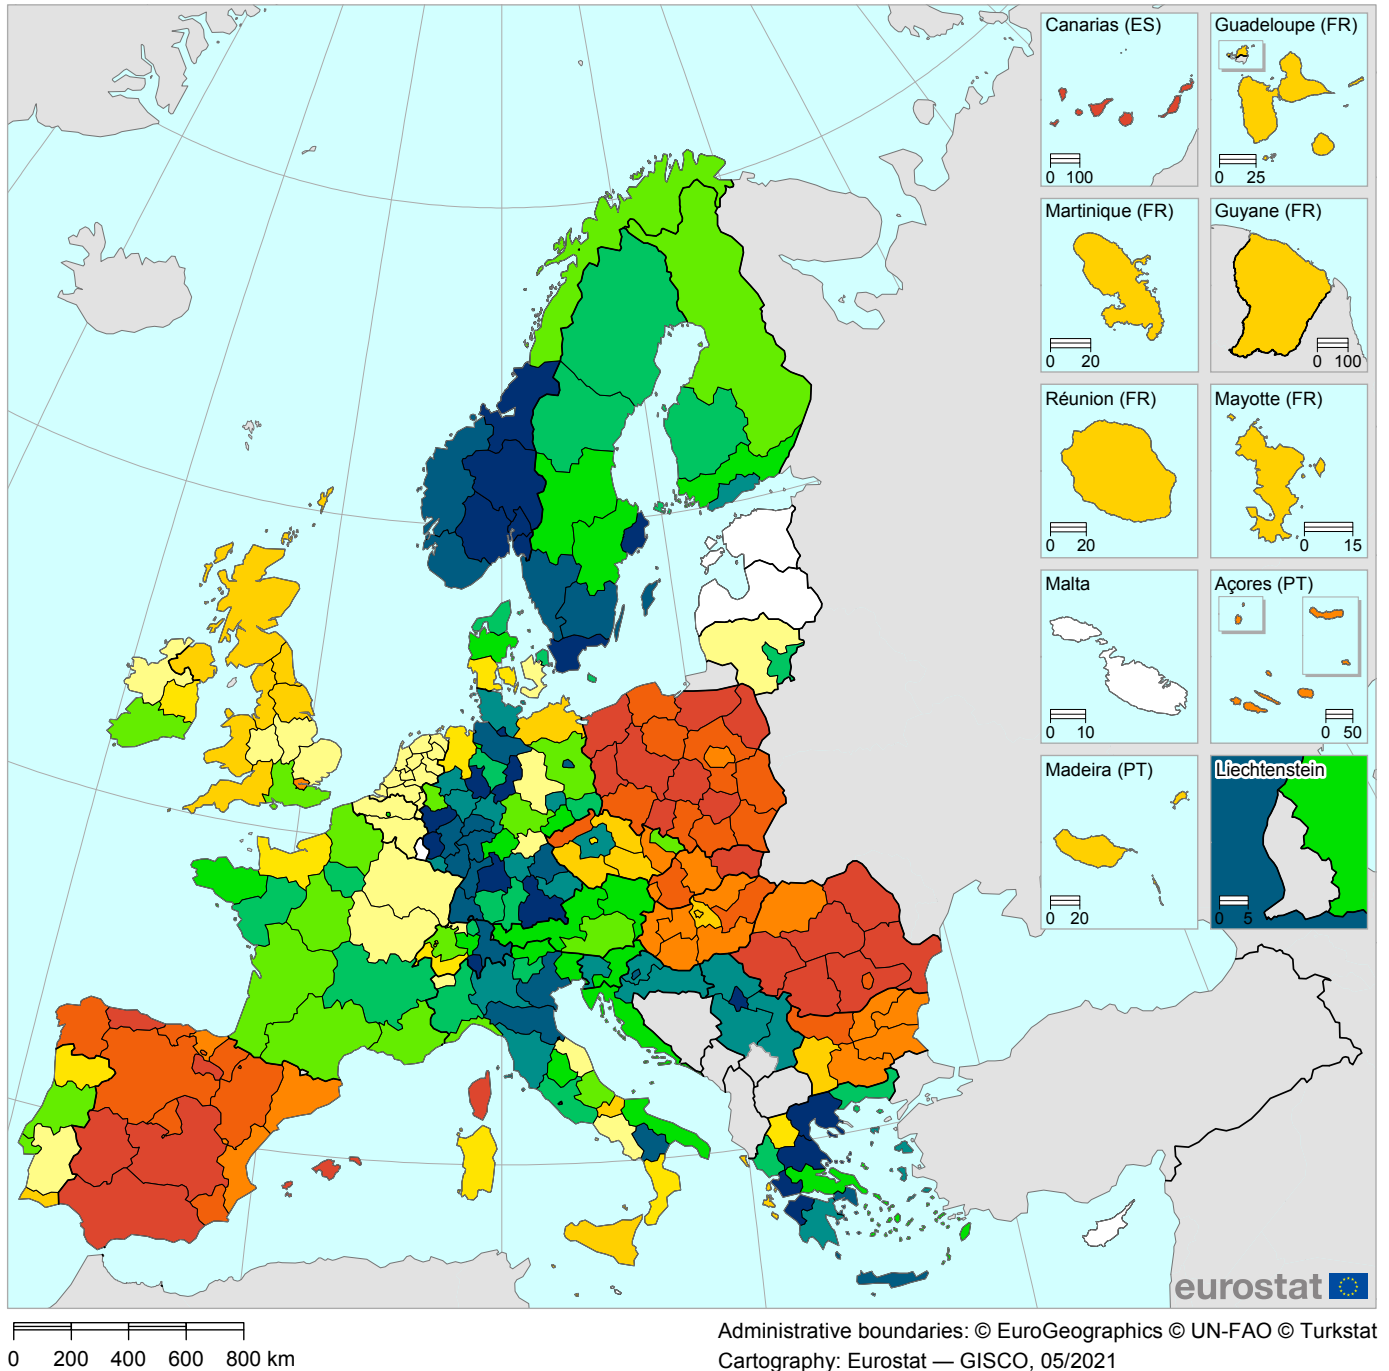 Canarias (ES)
0 100
Guadeloupe (FR)
0 25
Martinique (FR)
0 20
Guyane (FR)
0 100
Réunion (FR)
0 20
Mayotte (FR)
0 15
Malta
0 10
Açores (PT)
0 50
Madeira (PT)
0 20
Liechtenstein
0 5
eurostat
0 200 400 600 800 km
Administrative boundaries: © EuroGeographics © UN-FAO © Turkstat
Cartography: Eurostat — GISCO, 05/2021